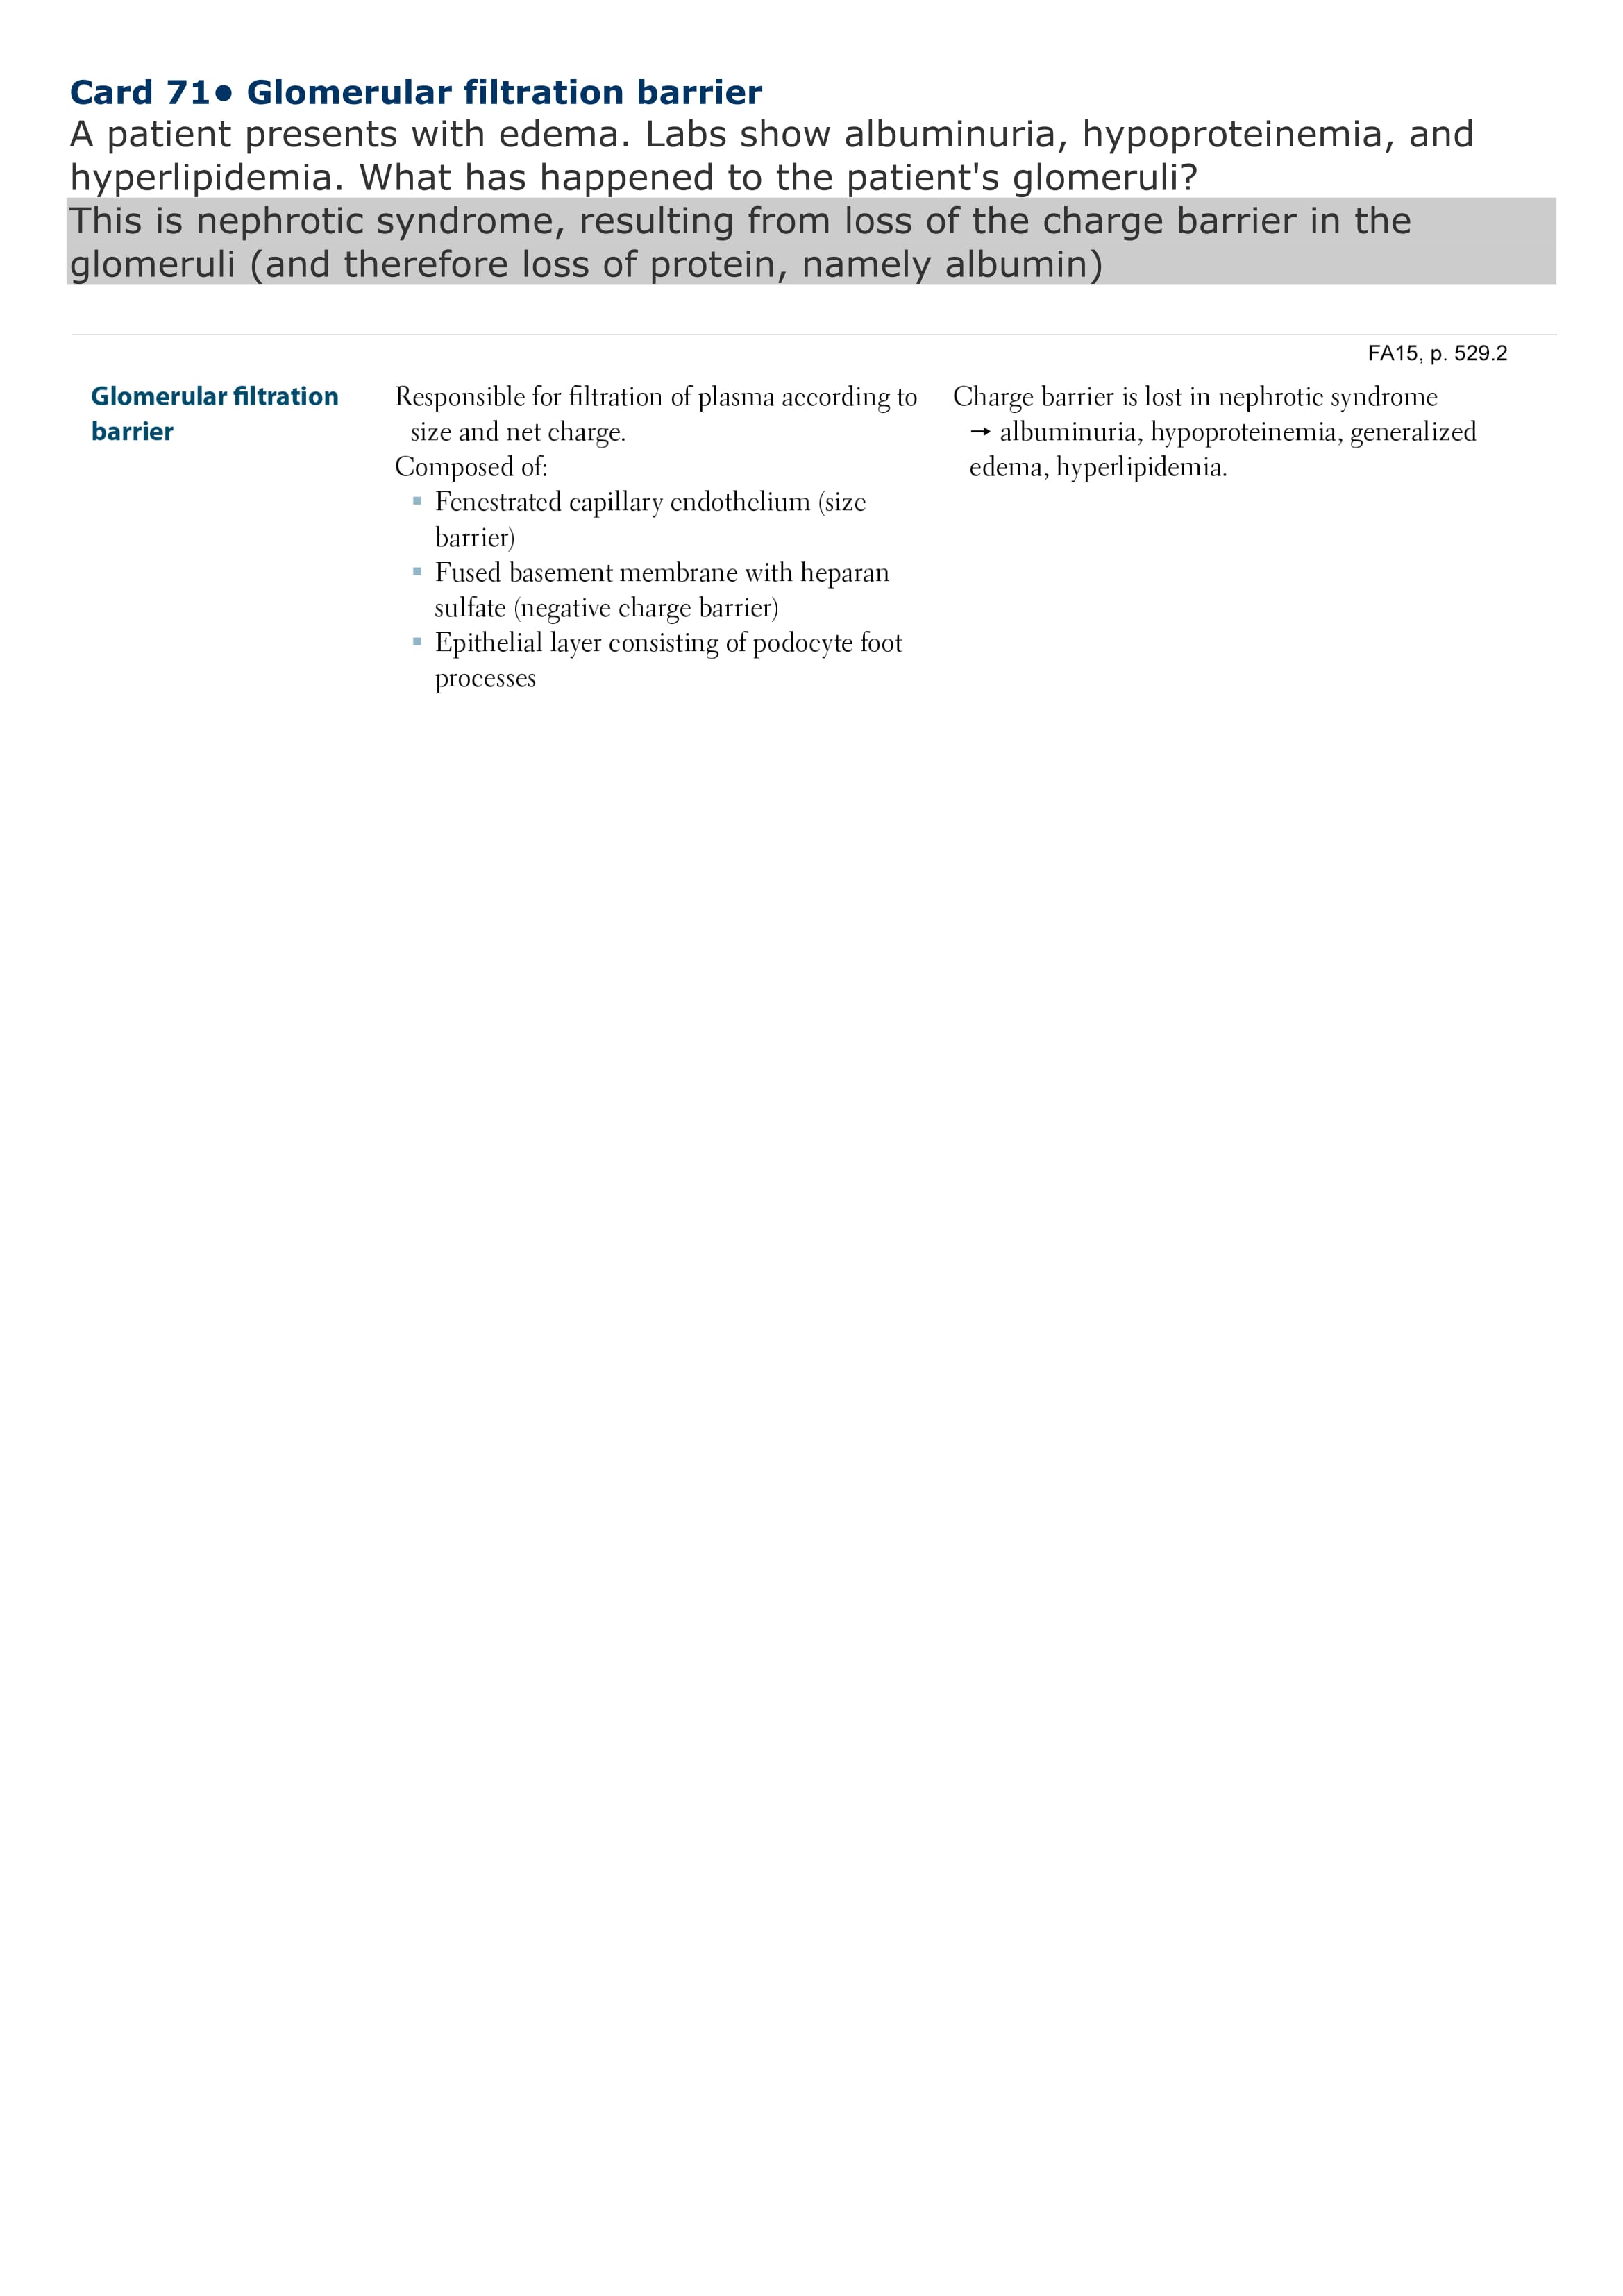 Card 71• Glomerular filtration barrier
A patient presents with edema. Labs show albuminuria, hypoproteinemia, and
hyperlipidemia. What has happened to the patient's glomeruli?
This is nephrotic syndrome, resulting from loss of the charge barrier in the
glomeruli (and therefore loss of protein, namely albumin)
FA15, p. 529.2
Glomerular filtration
barrier
Responsible for filtration of plasma according to
size and net charge.
Composed of:
▪ Fenestrated capillary endothelium (size
barrier)
▪ Fused basement membrane with heparan
sulfate (negative charge barrier)
▪ Epithelial layer consisting of podocyte foot
processes
Charge barrier is lost in nephrotic syndrome
→ albuminuria, hypoproteinemia, generalized
edema, hyperlipidemia.